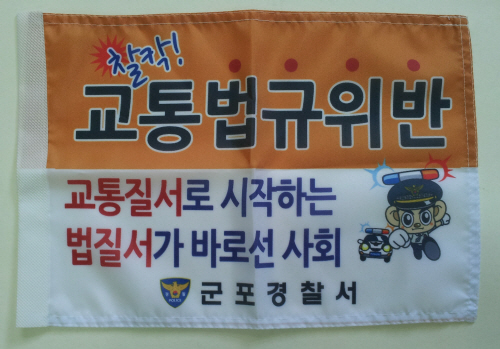 찰칵!
교통법규위반
교통질서로 시작하는
법질서가 바로선 사회
군포경찰서